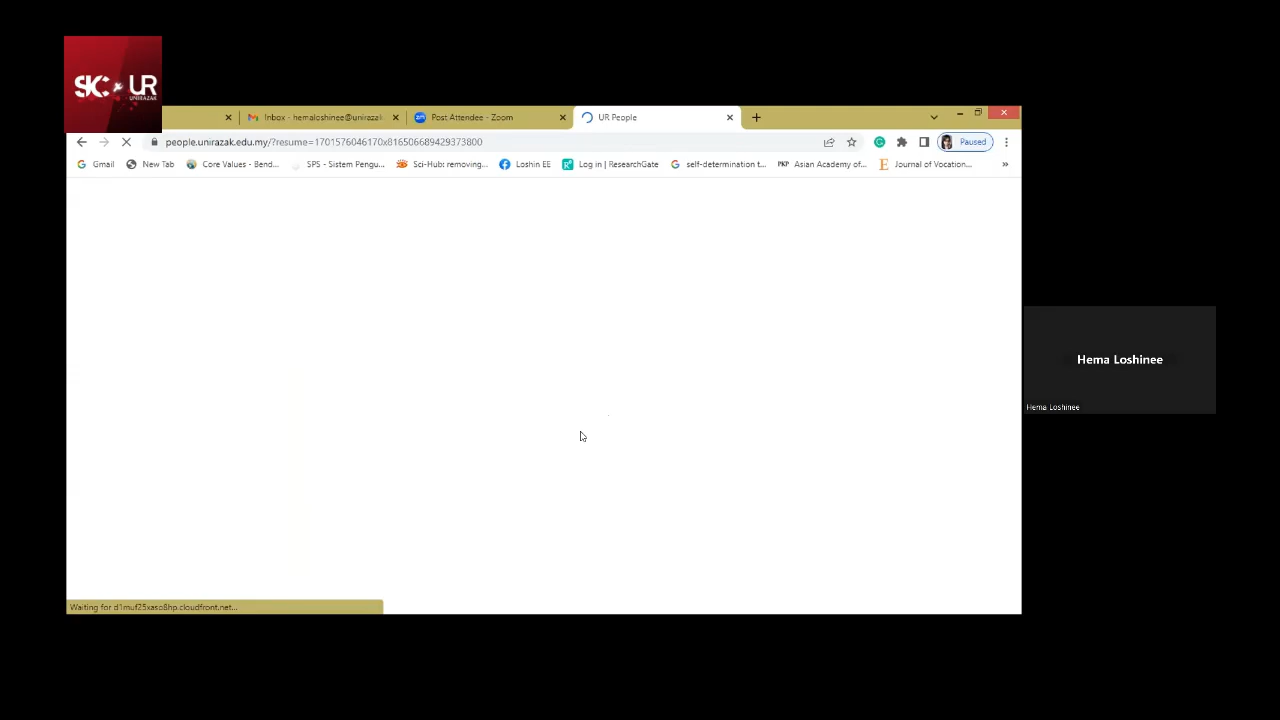 SIC UR
UNIRAZAK
Inbox - hemaloshinee@unirazak
Post Attendee - Zoom
UR People
people.unirazak.edu.my/?resume=1701576046170x816506689429373800
Paused
Gmail
New Tab
Core Values - Bend...
SPS - Sistem Pengu...
Sci-Hub: removing...
Loshin EE
Log in | ResearchGate
self-determination t...
PKP Asian Academy of...
E Journal of Vocation...
»
Hema Loshinee
Hema Loshinee
Waiting for d1muf25xaso8hp.cloudfront.net...